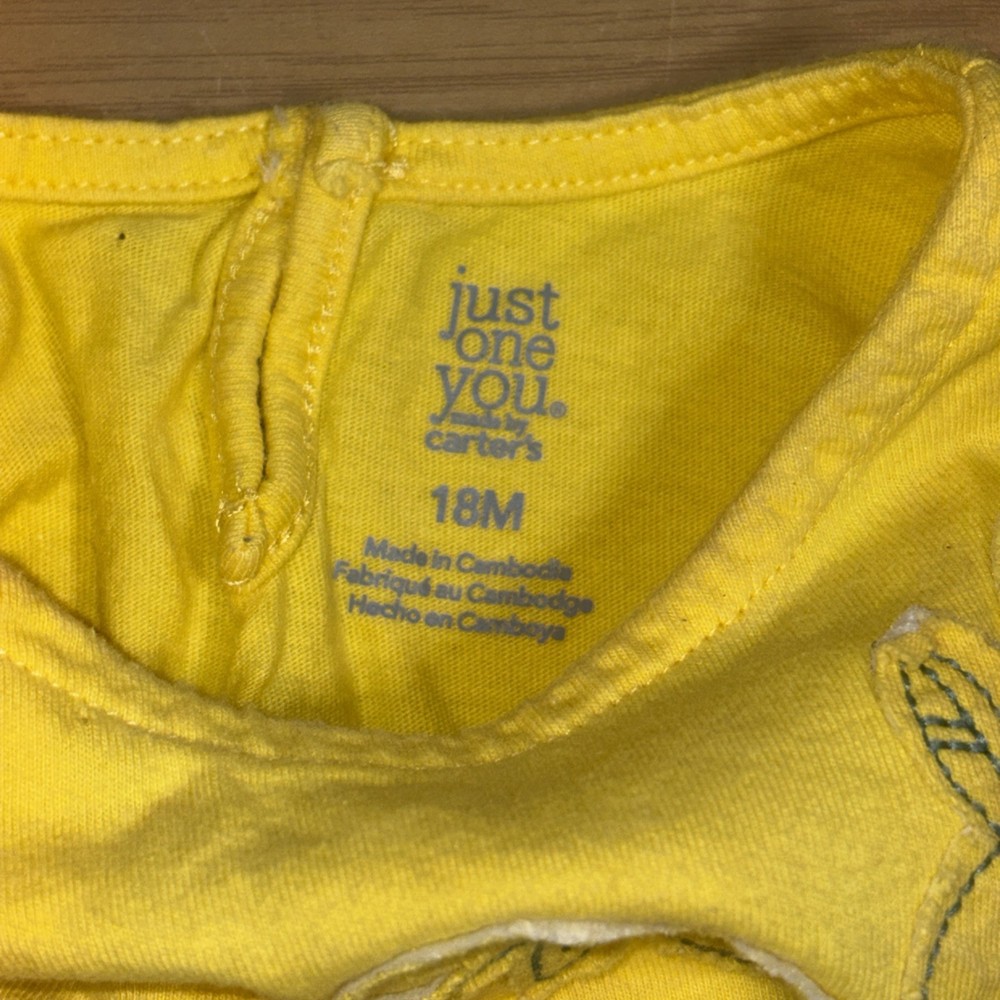 just
one
you®
made by
carter's
18M
Made in Cambodia
Fabriqué au Cambodge
Hecho en Camboya